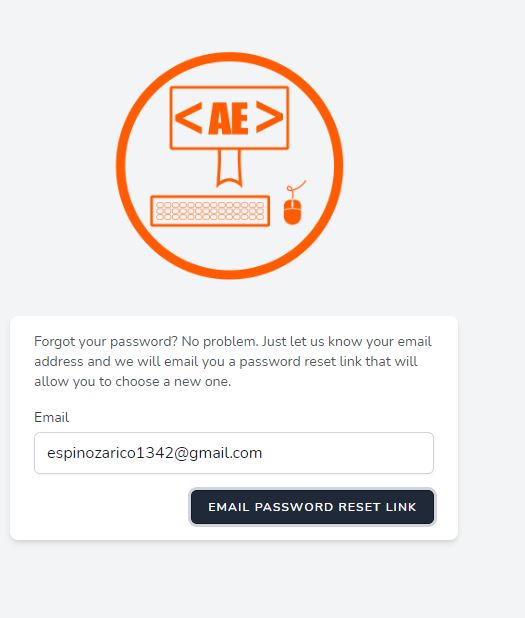 <AE>
Forgot your password? No problem. Just let us know your email
address and we will email you a password reset link that will
allow you to choose a new one.
Email
espinozarico1342@gmail.com
EMAIL PASSWORD RESET LINK